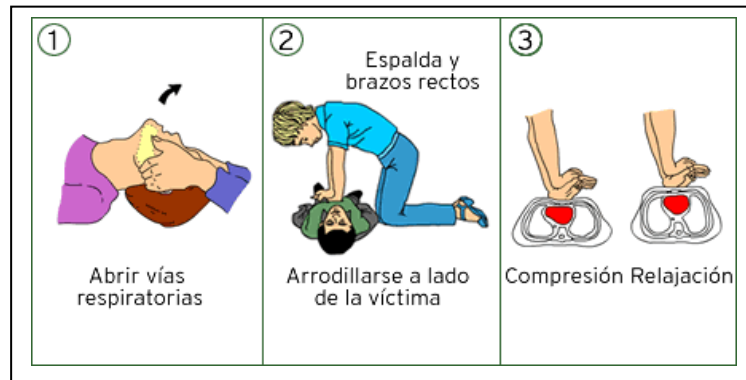 1
Abrir vías
respiratorias
2
Espalda y
brazos rectos
Arrodillarse a lado
de la víctima
3
Compresión Relajación